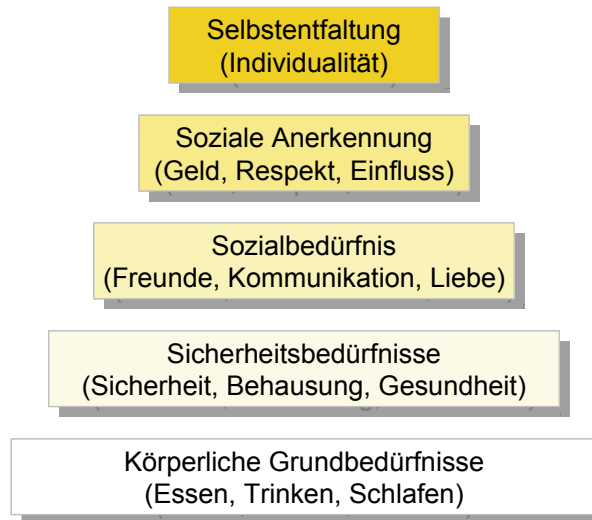 Selbstentfaltung
(Individualität)
Soziale Anerkennung
(Geld, Respekt, Einfluss)
Sozialbedürfnis
(Freunde, Kommunikation, Liebe)
Sicherheitsbedürfnisse
(Sicherheit, Behausung, Gesundheit)
Körperliche Grundbedürfnisse
(Essen, Trinken, Schlafen)